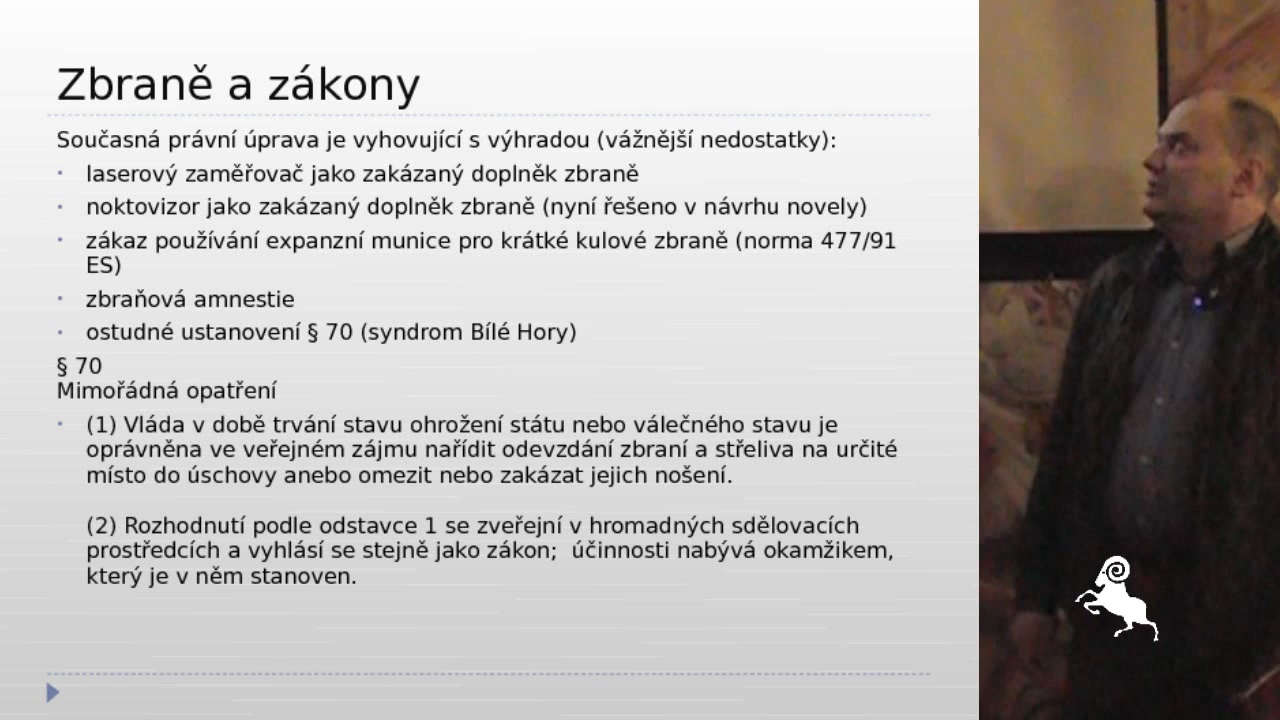 Zbraně a zákony
Současná právní úprava je vyhovující s výhradou (vážnější nedostatky):
laserový zaměřovač jako zakázaný doplněk zbraně
noktovizor jako zakázaný doplněk zbraně (nyní řešeno v návrhu novely)
zákaz používání expanzní munice pro krátké kulové zbraně (norma 477/91
ES)
zbraňová amnestie
ostudné ustanovení § 70 (syndrom Bílé Hory)
§ 70
Mimořádná opatření
(1) Vláda v době trvání stavu ohrožení státu nebo válečného stavu je
oprávněna ve veřejném zájmu nařídit odevzdání zbraní a střeliva na určité
místo do úschovy anebo omezit nebo zakázat jejich nošení.
(2) Rozhodnutí podle odstavce 1 se zveřejní v hromadných sdělovacích
prostředcích a vyhlásí se stejně jako zákon;  účinnosti nabývá okamžikem,
který je v něm stanoven.